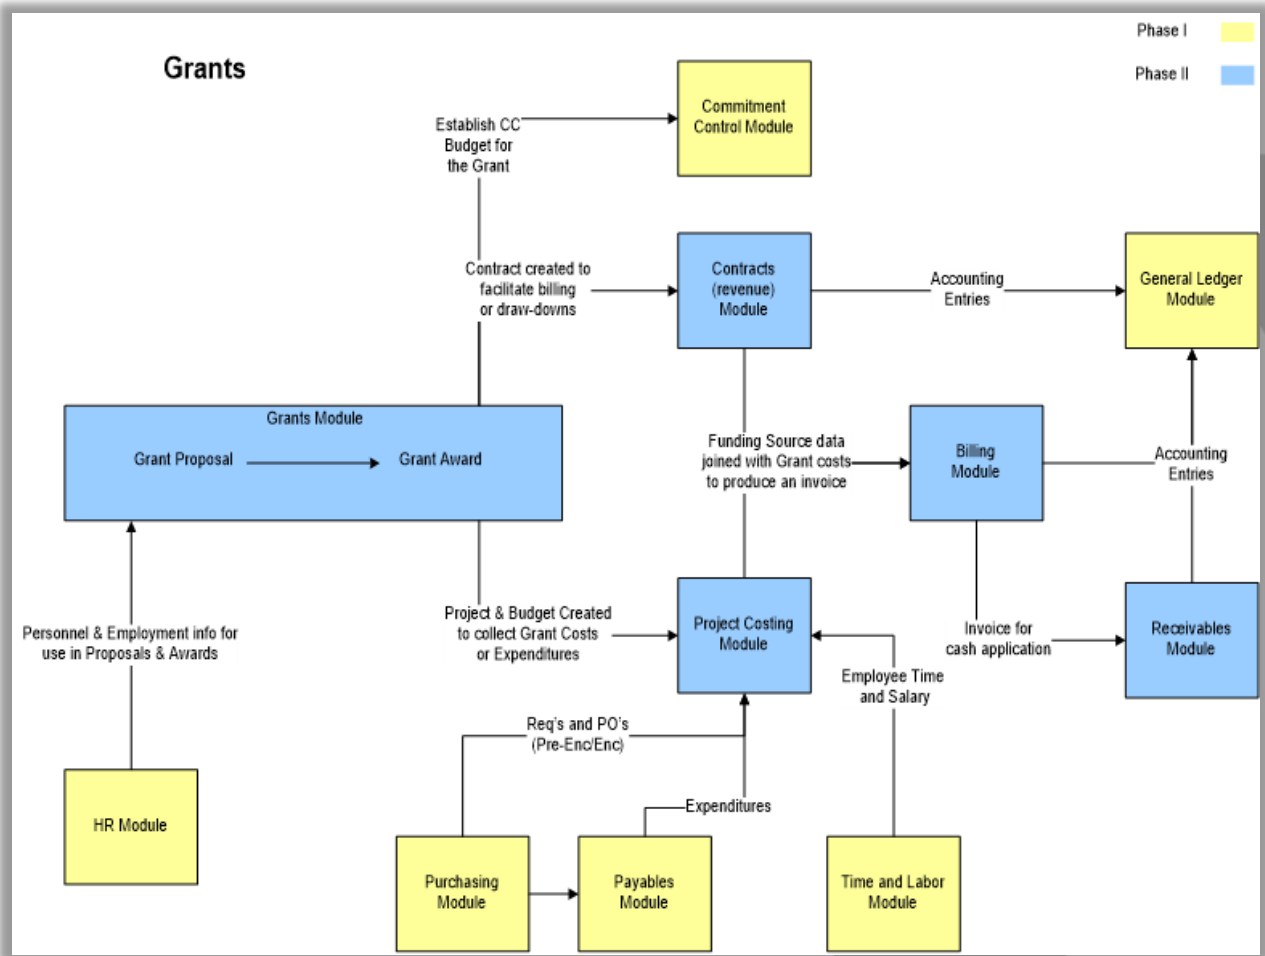 Phase I
Phase II
Grants
Commitment
Control Module
Establish CC
Budget for
the Grant
Contract created to
facilitate billing
or draw-downs
Contracts
(revenue)
Module
Accounting
Entries
General Ledger
Module
Grants Module
Grant Proposal
Grant Award
Funding Source data
joined with Grant costs
to produce an invoice
Billing
Module
Accounting
Entries
Personnel & Employment info for
use in Proposals & Awards
Project & Budget Created
to collect Grant Costs
or Expenditures
Project Costing
Module
Invoice for
cash application
Receivables
Module
Employee Time
and Salary
Req's and PO's
(Pre-Enc/Enc)
Expenditures
HR Module
Purchasing
Module
Payables
Module
Time and Labor
Module